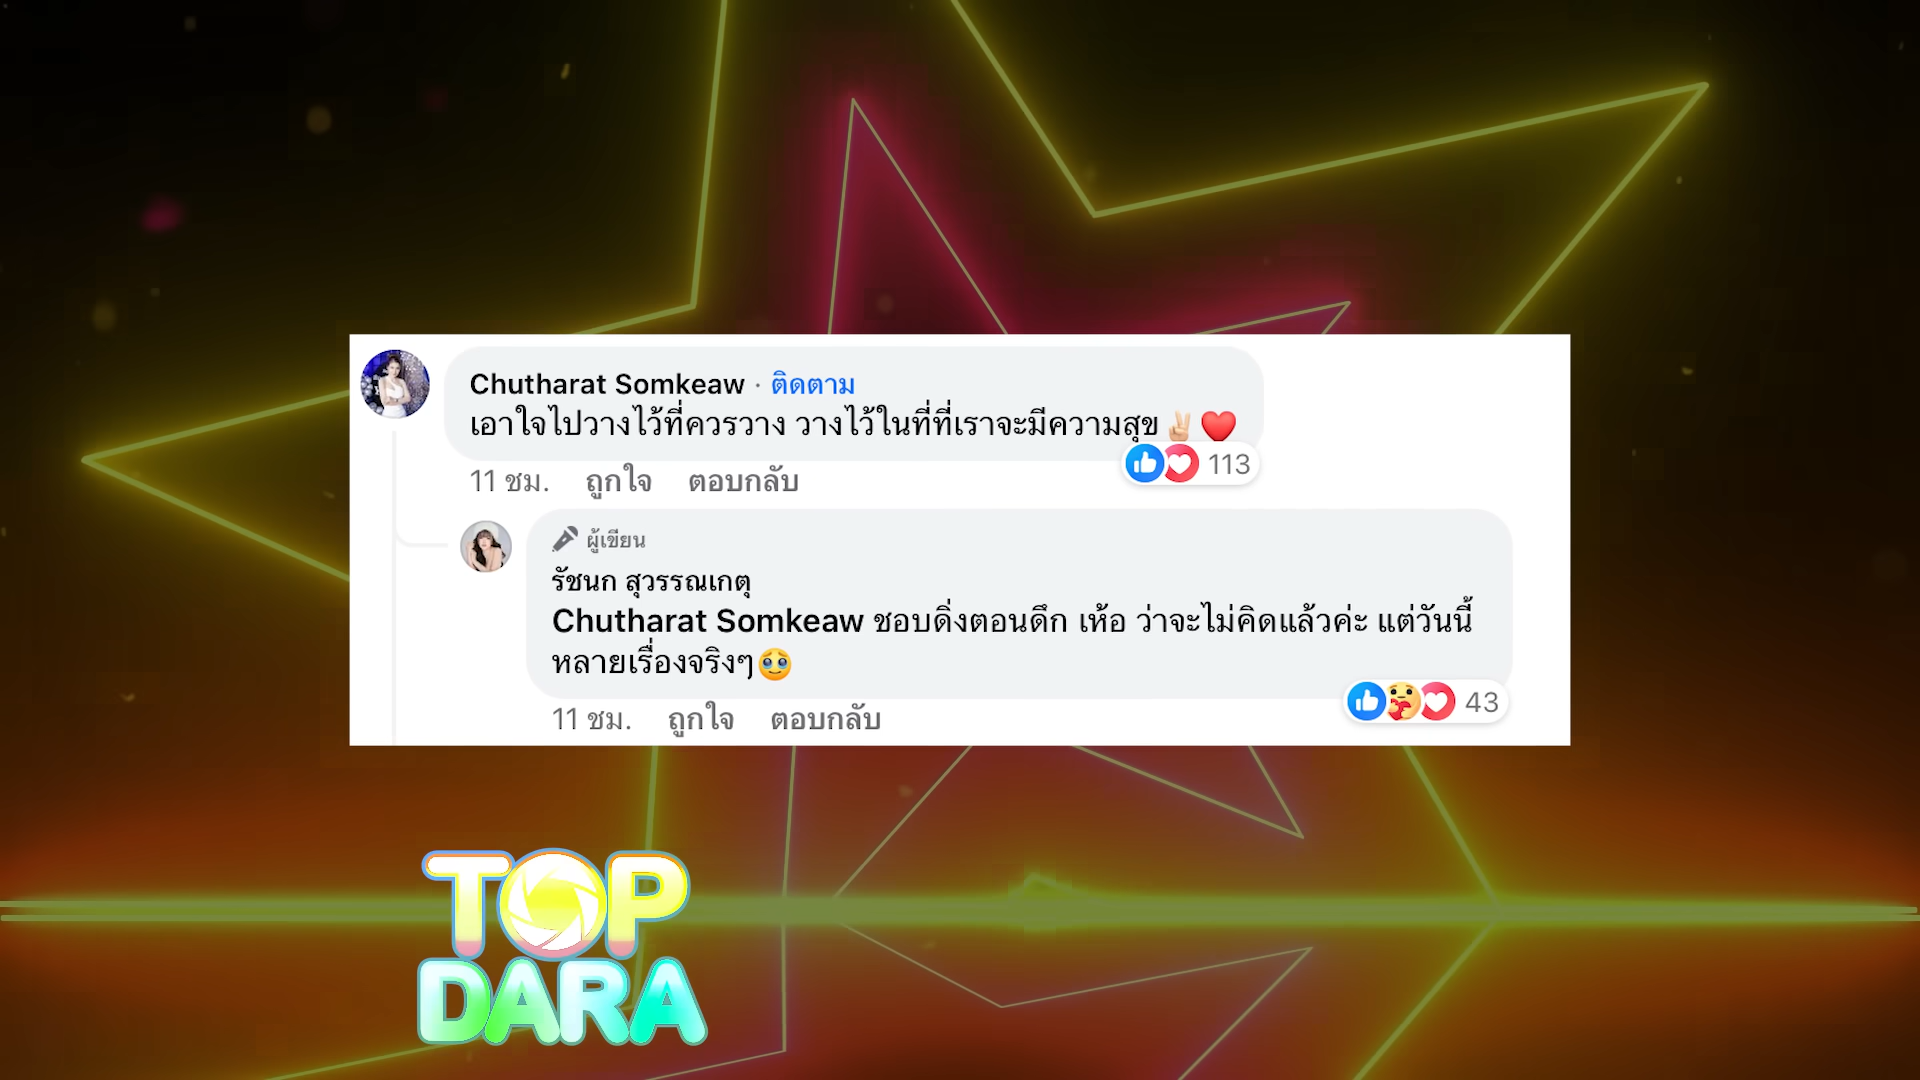 Chutharat Somkeaw · ติดตาม
เอาใจไปวางไว้ที่ควรวาง วางไว้ในที่ที่เราจะมีความสุข✌🏻❤️
113
11 ชม. ถูกใจ ตอบกลับ
ผู้เขียน
รัชนก สุวรรณเกตุ
Chutharat Somkeaw ชอบดิ่งตอนดึก เห้อ ว่าจะไม่คิดแล้วค่ะ แต่วันนี้
หลายเรื่องจริงๆ🥹
43
11 ชม. ถูกใจ ตอบกลับ
TOP
DARA